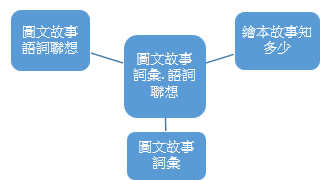 圖文故事
語詞聯想
繪本故事知
多少
圖文故事
詞彙. 語詞
聯想
圖文故事
詞彙